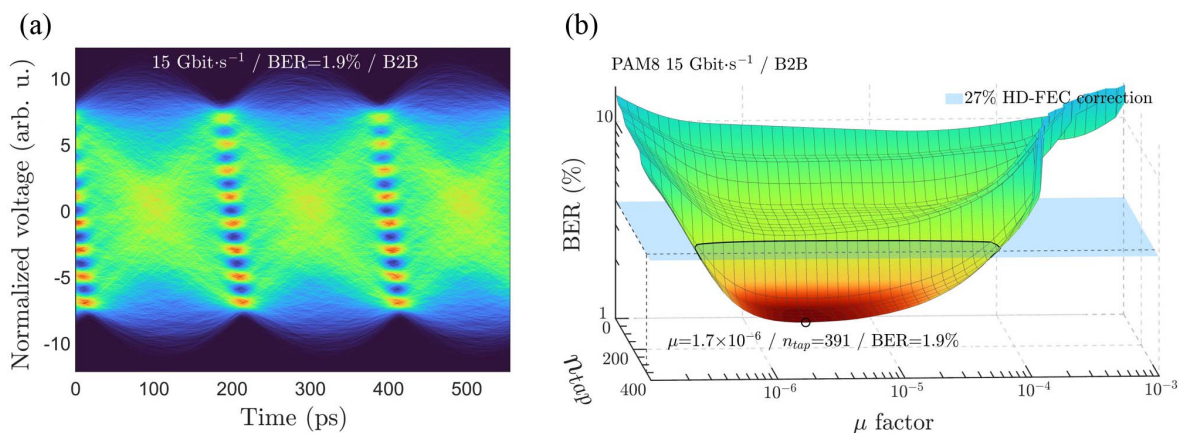 (a)
15 Gbit·s⁻¹ / BER=1.9% / B2B
Normalized voltage (arb. u.)
10
5
0
-5
-10
0 100 200 300 400 500
Time (ps)
(b)
PAM8 15 Gbit·s⁻¹ / B2B
27% HD-FEC correction
BER (%)
10
1
0
200
400
ntap
μ=1.7×10⁻⁶ / n_tap=391 / BER=1.9%
10⁻⁶ 10⁻⁵ 10⁻⁴ 10⁻³
μ factor